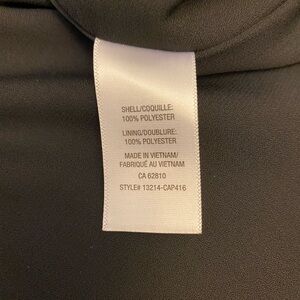 SHELL/COQUILLE:
100% POLYESTER
LINING/DOUBLURE:
100% POLYESTER
MADE IN VIETNAM/
FABRIQUÉ AU VIETNAM
CA 62810
STYLE# 13214-CAP416